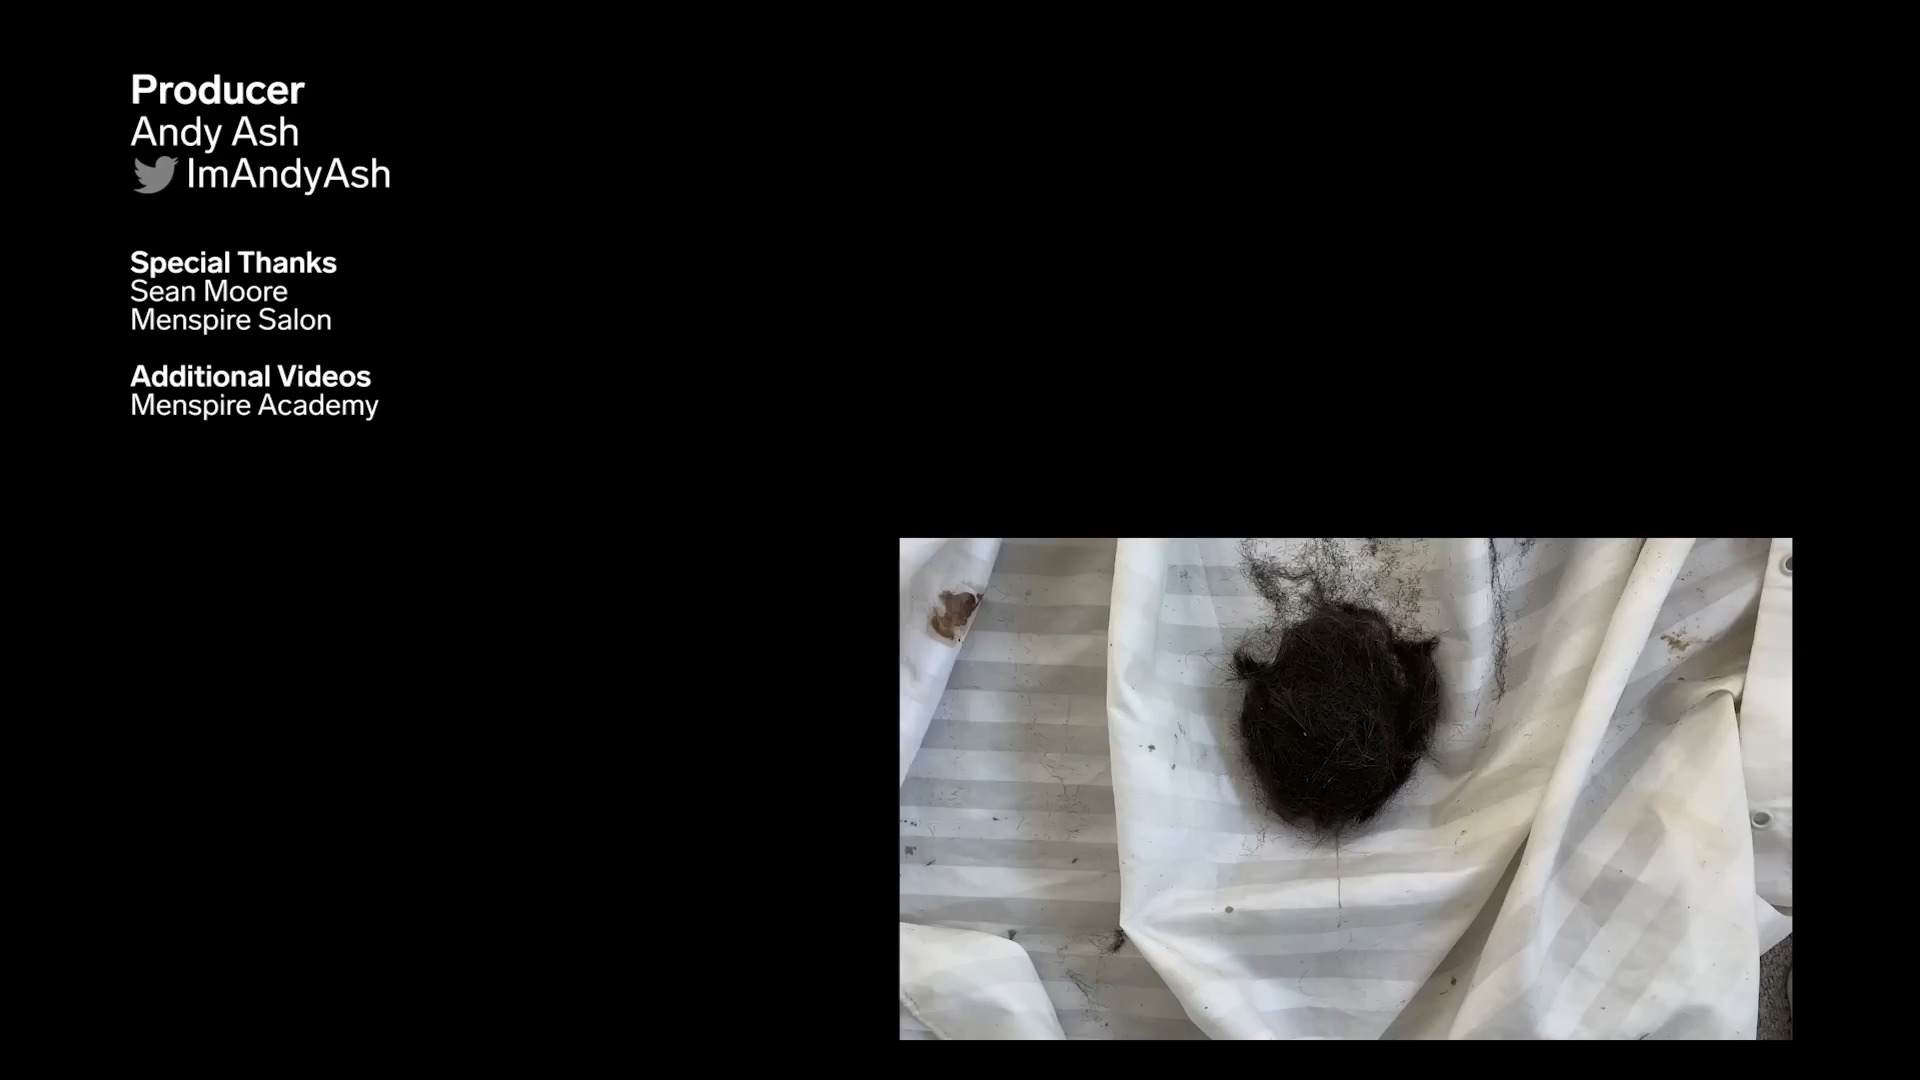 Producer
Andy Ash
ImAndyAsh
Special Thanks
Sean Moore
Menspire Salon
Additional Videos
Menspire Academy